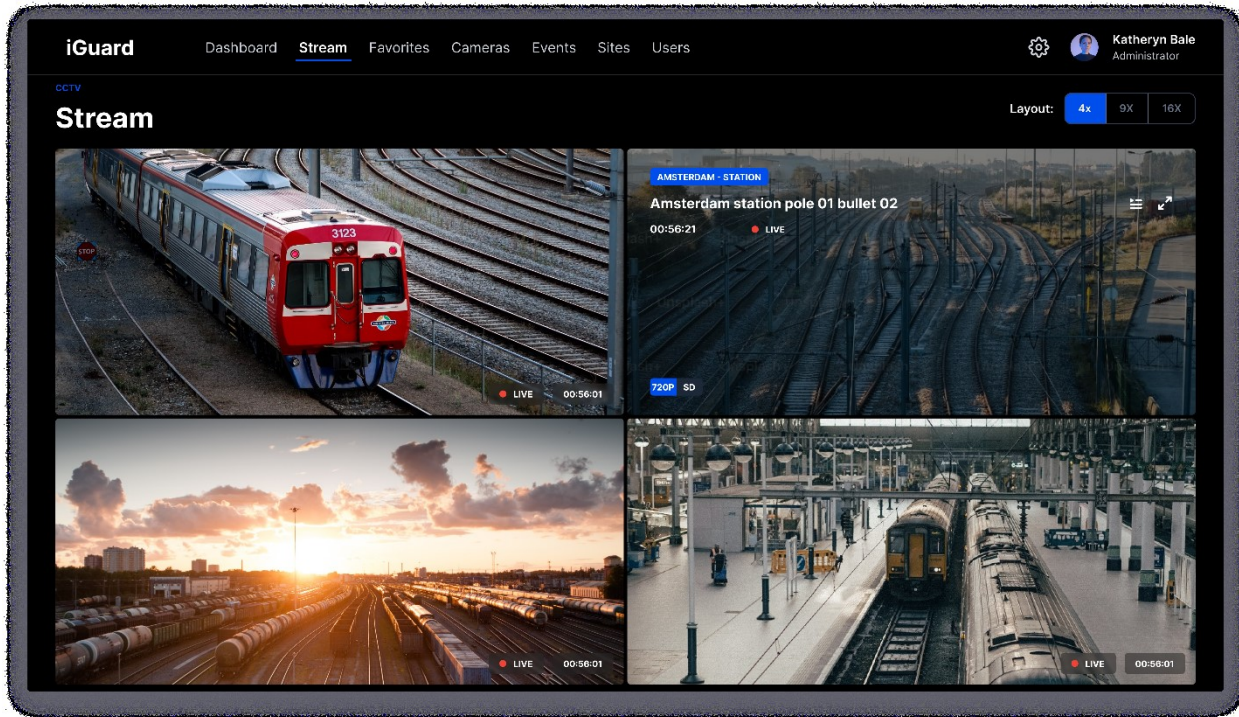 iGuard
Dashboard Stream Favorites Cameras Events Sites Users
Katheryn Bale
Administrator
CCTV
Stream
Layout: 4x 9X 16X
3123
STOP
LIVE 00:56:01
AMSTERDAM - STATION
Amsterdam station pole 01 bullet 02
00:56:21 LIVE
720P SD
LIVE 00:56:01
LIVE 00:56:01